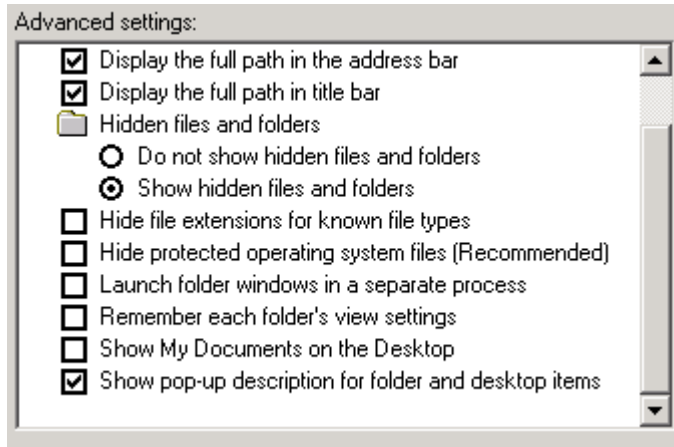 Advanced settings:
Display the full path in the address bar
Display the full path in title bar
Hidden files and folders
Do not show hidden files and folders
Show hidden files and folders
Hide file extensions for known file types
Hide protected operating system files (Recommended)
Launch folder windows in a separate process
Remember each folder's view settings
Show My Documents on the Desktop
Show pop-up description for folder and desktop items